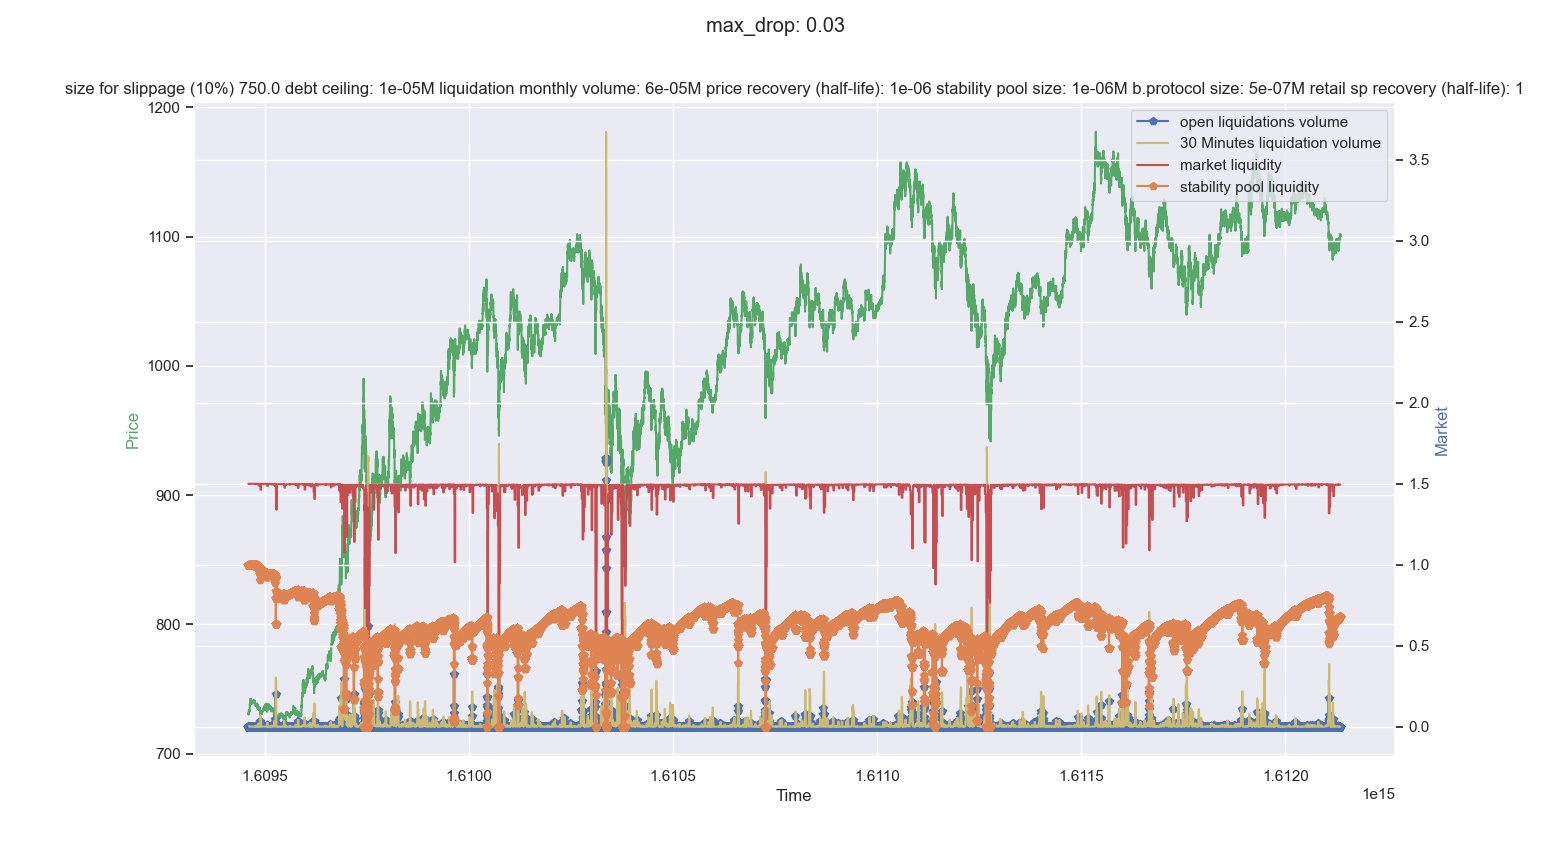 max_drop: 0.03
size for slippage (10%) 750.0 debt ceiling: 1e-05M liquidation monthly volume: 6e-05M price recovery (half-life): 1e-06 stability pool size: 1e-06M b.protocol size: 5e-07M retail sp recovery (half-life): 1
open liquidations volume
30 Minutes liquidation volume
market liquidity
stability pool liquidity
1200
1100
1000
900
800
700
Price
3.5
3.0
2.5
2.0
1.5
1.0
0.5
0.0
Market
1.6095 1.6100 1.6105 1.6110 1.6115 1.6120
Time
1e15